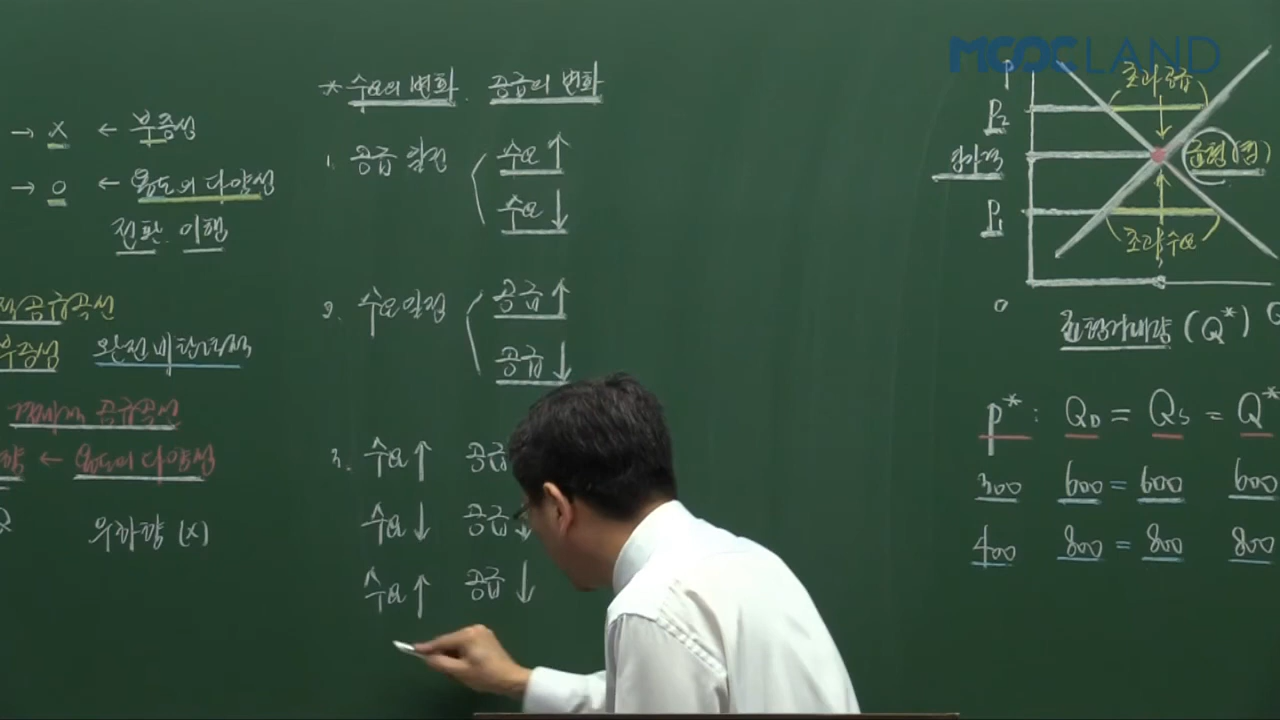 → X ← 부증성
→ O ← 용도의 다양성
전환. 이행
공급곡선
부증성 완전비탄력적
경제적 공급곡선
← 용도의 다양성
우하향 (X)
* 수요의 변화. 공급의 변화
1. 공급 일정
수요 ↑
수요 ↓
2. 수요 일정
공급 ↑
공급 ↓
3. 수요 ↑ 공급
수요 ↓ 공급 ↓
수요 ↑ 공급 ↓
MOOCLAND
P
초과공급
P₂
균형(점)
P₁
초과수요
O
균형거래량 (Q*) Q
P* : Q_D = Q_S = Q*
300 600 = 600 600
400 800 = 800 800